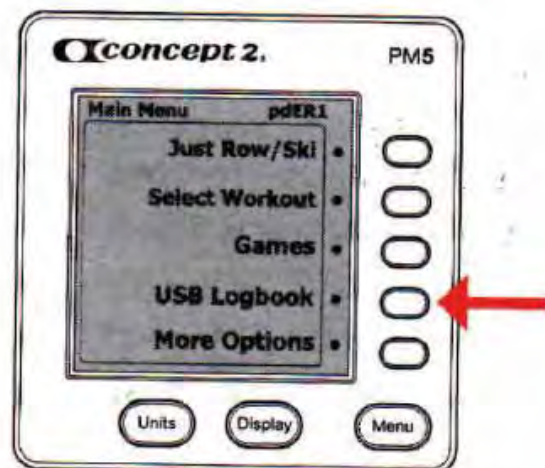 concept 2.
PM5
Main Menu pdER1
Just Row/Ski
Select Workout
Games
USB Logbook
More Options
Units Display Menu